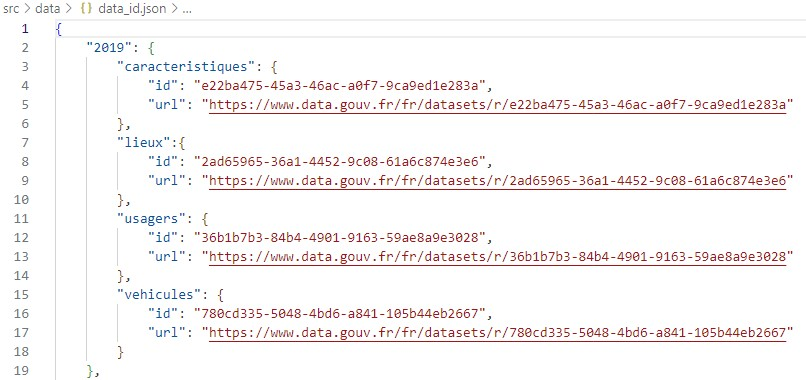 src > data > {} data_id.json > ...
1 {
2 "2019": {
3 "caracteristiques": {
4 "id": "e22ba475-45a3-46ac-a0f7-9ca9ed1e283a",
5 "url": "https://www.data.gouv.fr/fr/datasets/r/e22ba475-45a3-46ac-a0f7-9ca9ed1e283a"
6 },
7 "lieux":{
8 "id": "2ad65965-36a1-4452-9c08-61a6c874e3e6",
9 "url": "https://www.data.gouv.fr/fr/datasets/r/2ad65965-36a1-4452-9c08-61a6c874e3e6"
10 },
11 "usagers": {
12 "id": "36b1b7b3-84b4-4901-9163-59ae8a9e3028",
13 "url": "https://www.data.gouv.fr/fr/datasets/r/36b1b7b3-84b4-4901-9163-59ae8a9e3028"
14 },
15 "vehicules": {
16 "id": "780cd335-5048-4bd6-a841-105b44eb2667",
17 "url": "https://www.data.gouv.fr/fr/datasets/r/780cd335-5048-4bd6-a841-105b44eb2667"
18 }
19 },